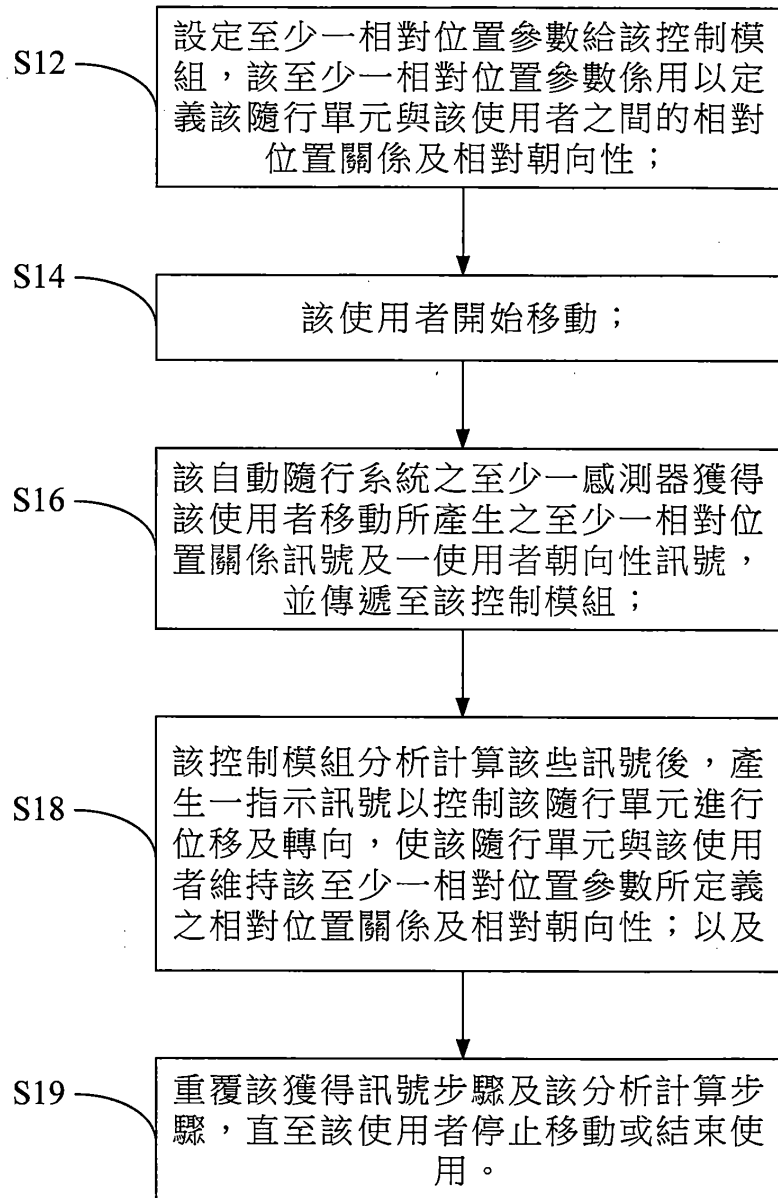 S12
設定至少一相對位置參數給該控制模
組，該至少一相對位置參數係用以定
義該隨行單元與該使用者之間的相對
位置關係及相對朝向性；
S14
該使用者開始移動；
S16
該自動隨行系統之至少一感測器獲得
該使用者移動所產生之至少一相對位
置關係訊號及一使用者朝向性訊號，
並傳遞至該控制模組；
S18
該控制模組分析計算該些訊號後，產
生一指示訊號以控制該隨行單元進行
位移及轉向，使該隨行單元與該使用
者維持該至少一相對位置參數所定義
之相對位置關係及相對朝向性；以及
S19
重覆該獲得訊號步驟及該分析計算步
驟，直至該使用者停止移動或結束使
用。